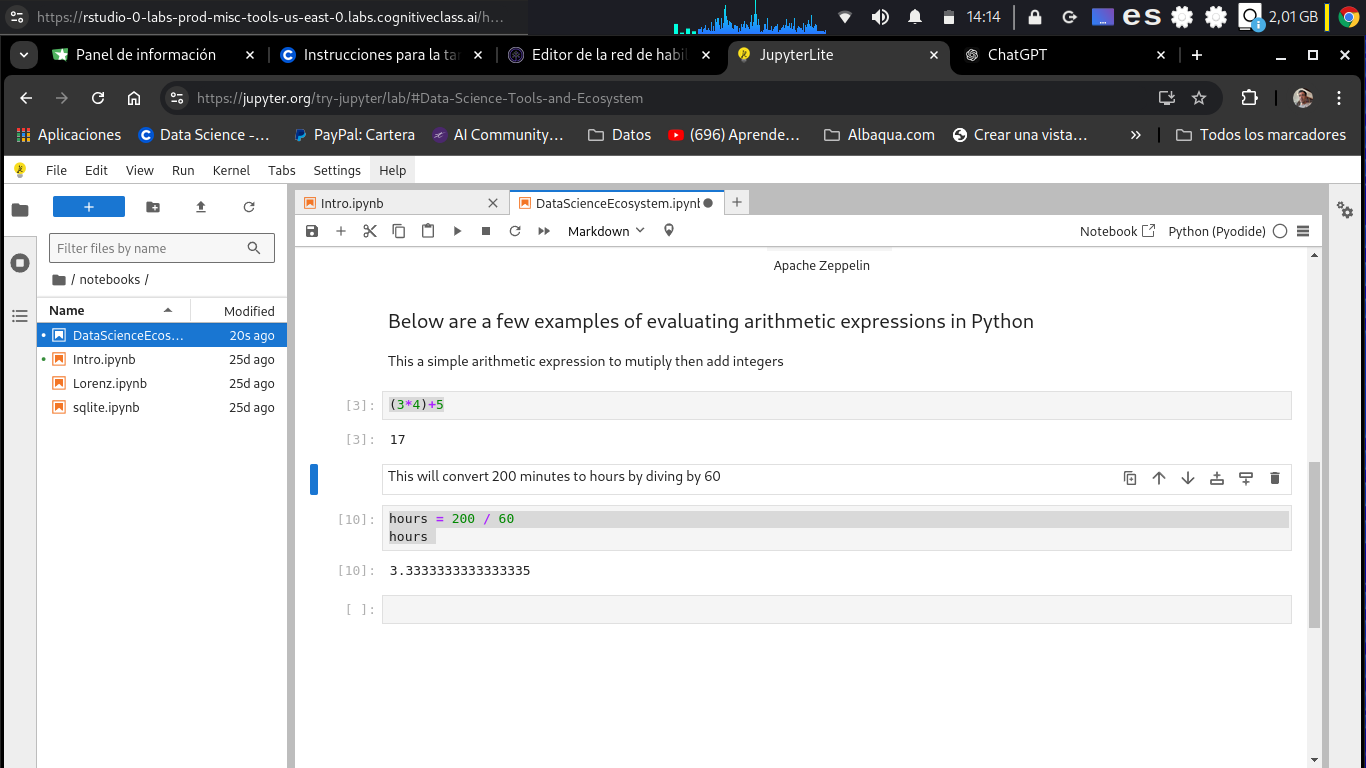 https://rstudio-0-labs-prod-misc-tools-us-east-0.labs.cognitiveclass.ai/h…
14:14
es
2,01 GB
Panel de información
Instrucciones para la tar
Editor de la red de habil
JupyterLite
ChatGPT
https://jupyter.org/try-jupyter/lab/#Data-Science-Tools-and-Ecosystem
Aplicaciones
Data Science -…
PayPal: Cartera
AI Community…
Datos
(696) Aprende…
Albaqua.com
Crear una vista…
»
Todos los marcadores
File Edit View Run Kernel Tabs Settings Help
Intro.ipynb
DataScienceEcosystem.ipynb
Markdown
Notebook
Python (Pyodide)
Filter files by name
/ notebooks /
Name Modified
DataScienceEcos… 20s ago
Intro.ipynb 25d ago
Lorenz.ipynb 25d ago
sqlite.ipynb 25d ago
Apache Zeppelin
Below are a few examples of evaluating arithmetic expressions in Python
This a simple arithmetic expression to mutiply then add integers
[3]: (3*4)+5
[3]: 17
This will convert 200 minutes to hours by diving by 60
[10]: hours = 200 / 60
hours
[10]: 3.3333333333333335
[ ]: